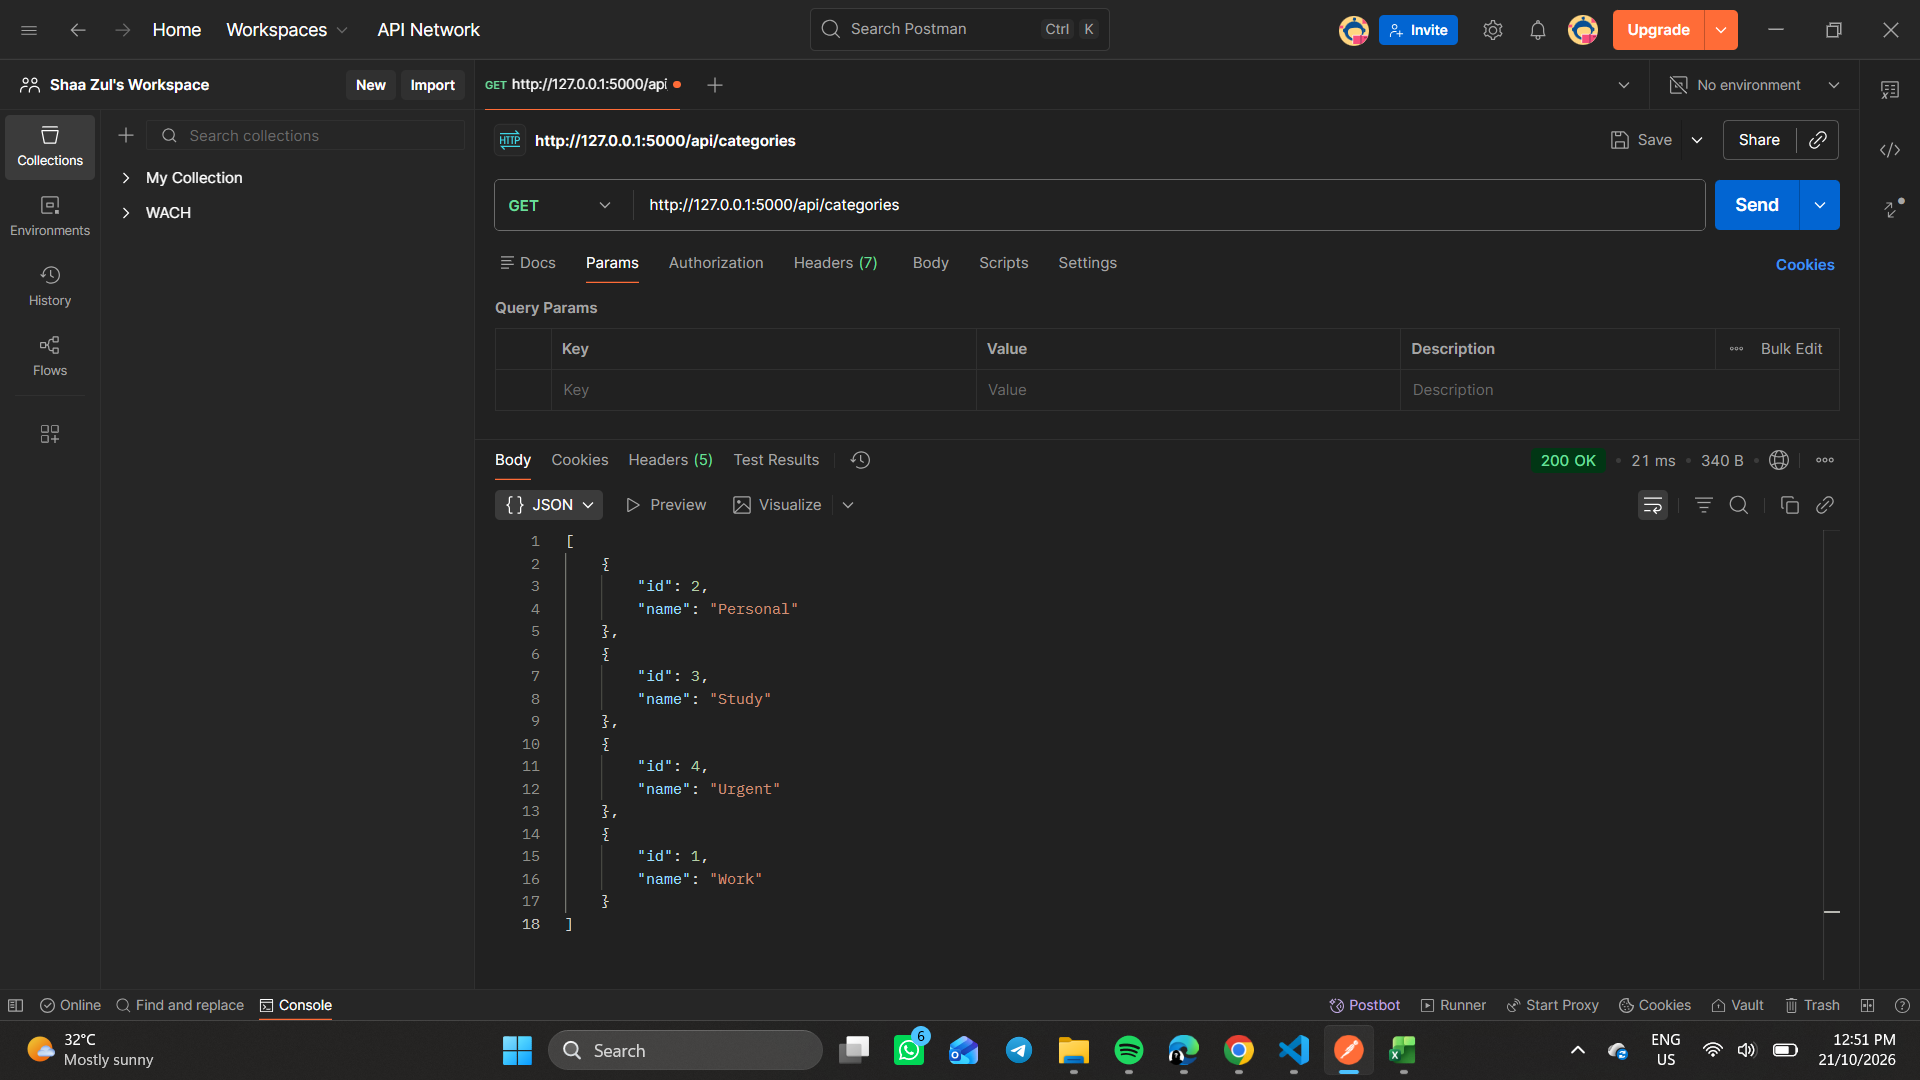 Home
Workspaces
API Network
Search Postman
Ctrl K
Invite
Upgrade
Shaa Zul's Workspace
New
Import
GET http://127.0.0.1:5000/api
No environment
Collections
Environments
History
Flows
Search collections
My Collection
WACH
HTTP http://127.0.0.1:5000/api/categories
Save
Share
GET
http://127.0.0.1:5000/api/categories
Send
Docs
Params
Authorization
Headers (7)
Body
Scripts
Settings
Cookies
Query Params
Key Value Description Bulk Edit
Key Value Description
Body
Cookies
Headers (5)
Test Results
200 OK • 21 ms • 340 B
{} JSON
Preview
Visualize
1 [
2 {
3 "id": 2,
4 "name": "Personal"
5 },
6 {
7 "id": 3,
8 "name": "Study"
9 },
10 {
11 "id": 4,
12 "name": "Urgent"
13 },
14 {
15 "id": 1,
16 "name": "Work"
17 }
18 ]
Online
Find and replace
Console
Postbot
Runner
Start Proxy
Cookies
Vault
Trash
32°C
Mostly sunny
Search
6
ENG
US
12:51 PM
21/10/2026